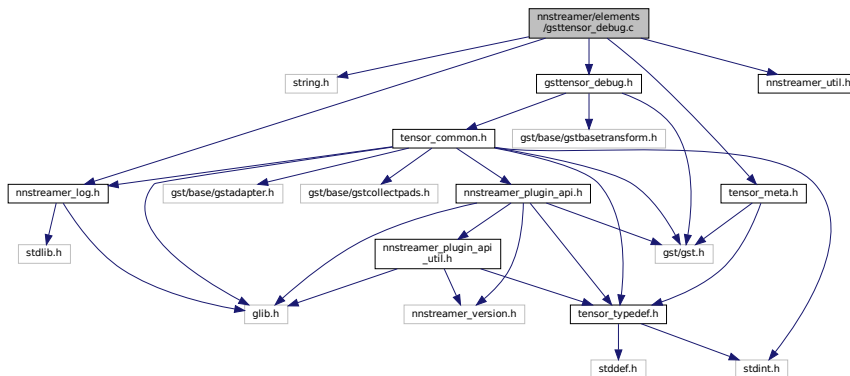 nnstreamer/elements
/gsttensor_debug.c
string.h
gsttensor_debug.h
nnstreamer_util.h
tensor_common.h
gst/base/gstbasetransform.h
nnstreamer_log.h
gst/base/gstadapter.h
gst/base/gstcollectpads.h
nnstreamer_plugin_api.h
tensor_meta.h
stdlib.h
nnstreamer_plugin_api
_util.h
gst/gst.h
glib.h
nnstreamer_version.h
tensor_typedef.h
stddef.h
stdint.h